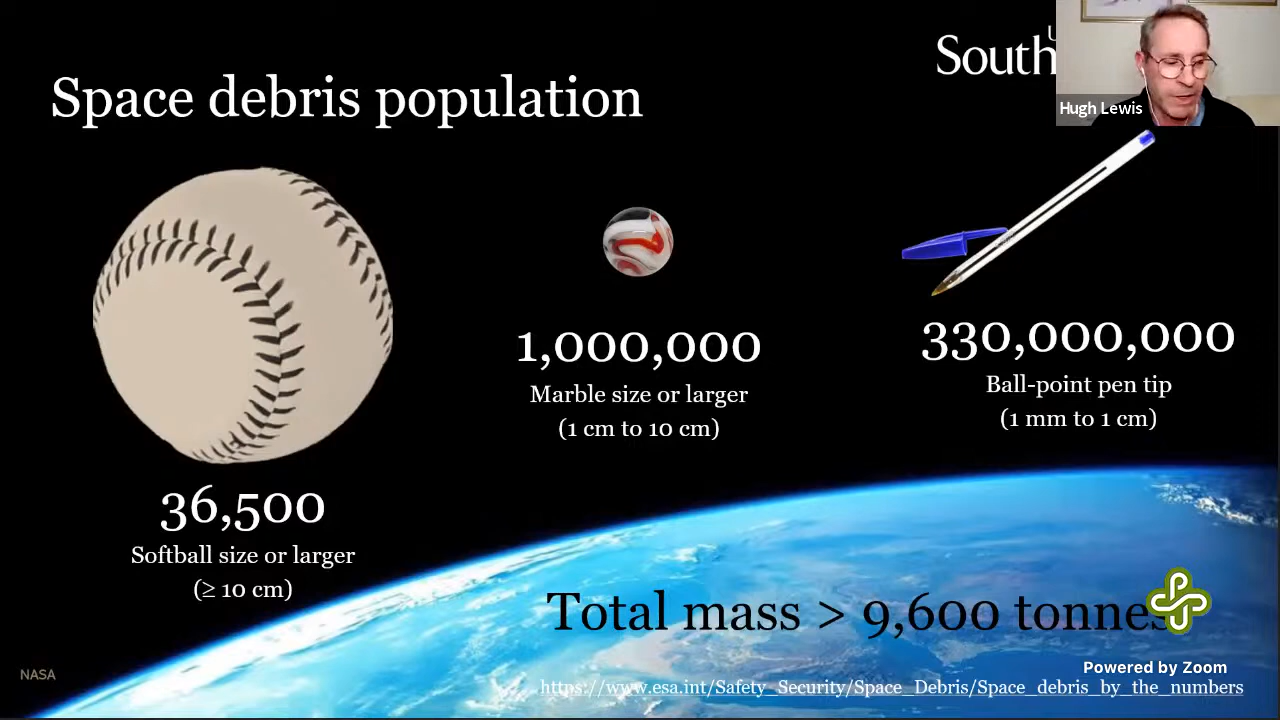 Space debris population
South
Hugh Lewis
36,500
Softball size or larger
(≥ 10 cm)
1,000,000
Marble size or larger
(1 cm to 10 cm)
330,000,000
Ball-point pen tip
(1 mm to 1 cm)
Total mass > 9,600 tonnes
NASA
Powered by Zoom
https://www.esa.int/Safety_Security/Space_Debris/Space_debris_by_the_numbers